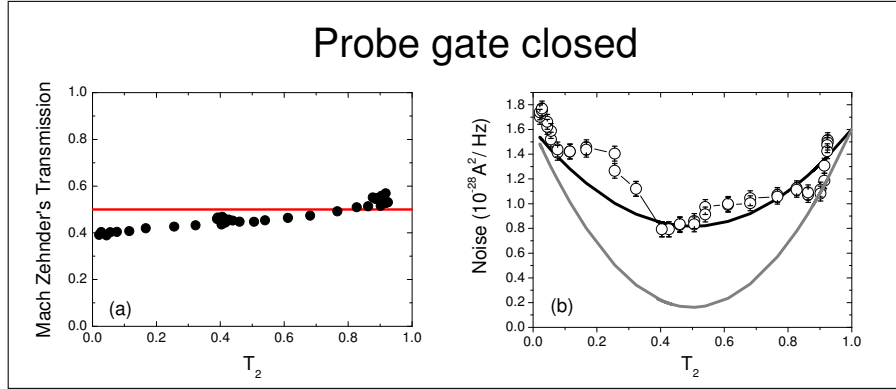 Probe gate closed
Mach Zehnder's Transmission
1.0
0.8
0.6
0.4
0.2
0.0
(a)
0.0 0.2 0.4 0.6 0.8 1.0
T2
Noise (10^-28 A^2 / Hz)
1.8
1.6
1.4
1.2
1.0
0.8
0.6
0.4
0.2
0.0
(b)
0.0 0.2 0.4 0.6 0.8 1.0
T2